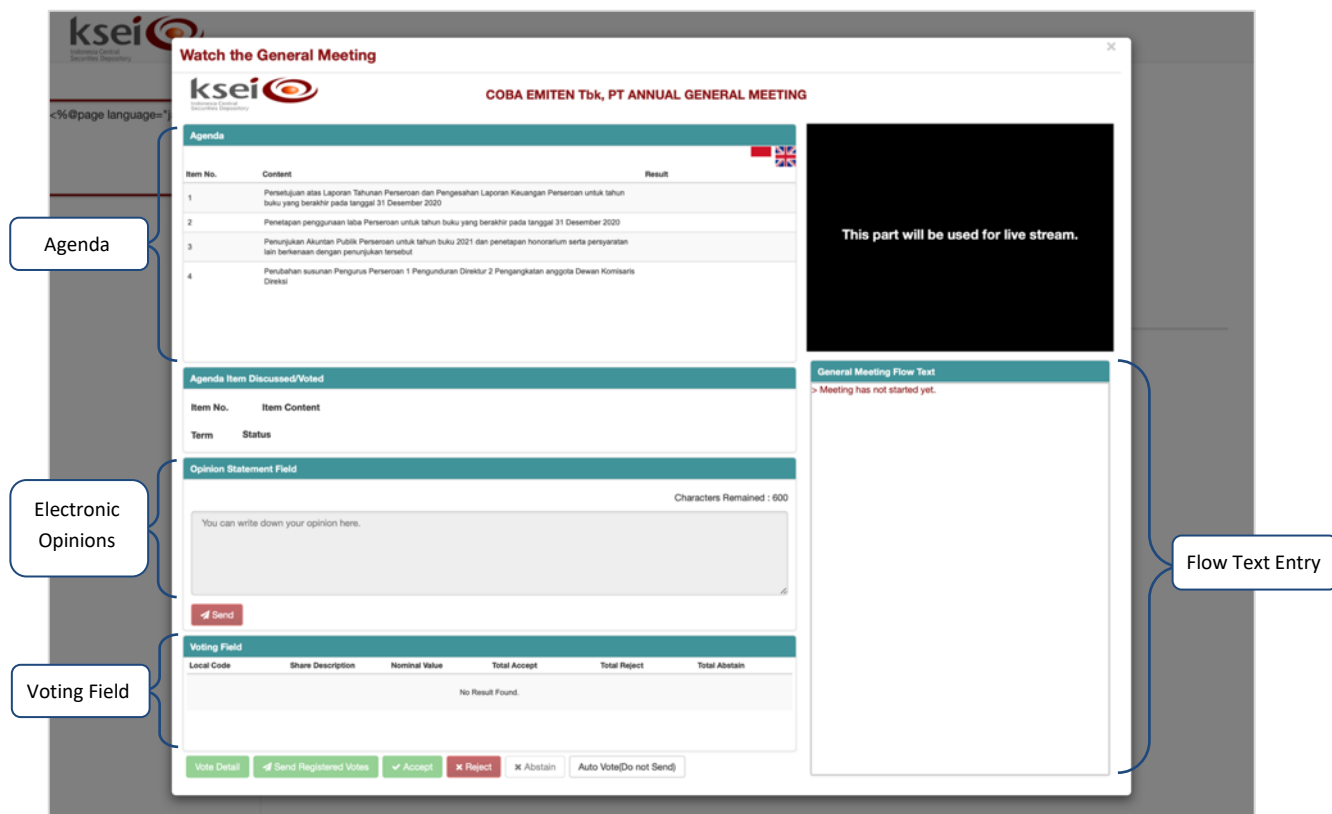 ksei
Indonesia Central
Securities Depository
<%@page language="j
Watch the General Meeting
×
ksei
Indonesia Central
Securities Depository
COBA EMITEN Tbk, PT ANNUAL GENERAL MEETING
Agenda
Item No. Content Result
1 Persetujuan atas Laporan Tahunan Perseroan dan Pengesahan Laporan Keuangan Perseroan untuk tahun
buku yang berakhir pada tanggal 31 Desember 2020
2 Penetapan penggunaan laba Perseroan untuk tahun buku yang berakhir pada tanggal 31 Desember 2020
3 Penunjukan Akuntan Publik Perseroan untuk tahun buku 2021 dan penetapan honorarium serta persyaratan
lain berkenaan dengan penunjukan tersebut
4 Perubahan susunan Pengurus Perseroan 1 Pengunduran Direktur 2 Pengangkatan anggota Dewan Komisaris
Direksi
This part will be used for live stream.
Agenda
Agenda Item Discussed/Voted
Item No. Item Content
Term Status
General Meeting Flow Text
> Meeting has not started yet.
Opinion Statement Field
Characters Remained : 600
You can write down your opinion here.
Send
Electronic
Opinions
Flow Text Entry
Voting Field
Local Code Share Description Nominal Value Total Accept Total Reject Total Abstain
No Result Found.
Voting Field
Vote Detail Send Registered Votes Accept Reject Abstain Auto Vote(Do not Send)